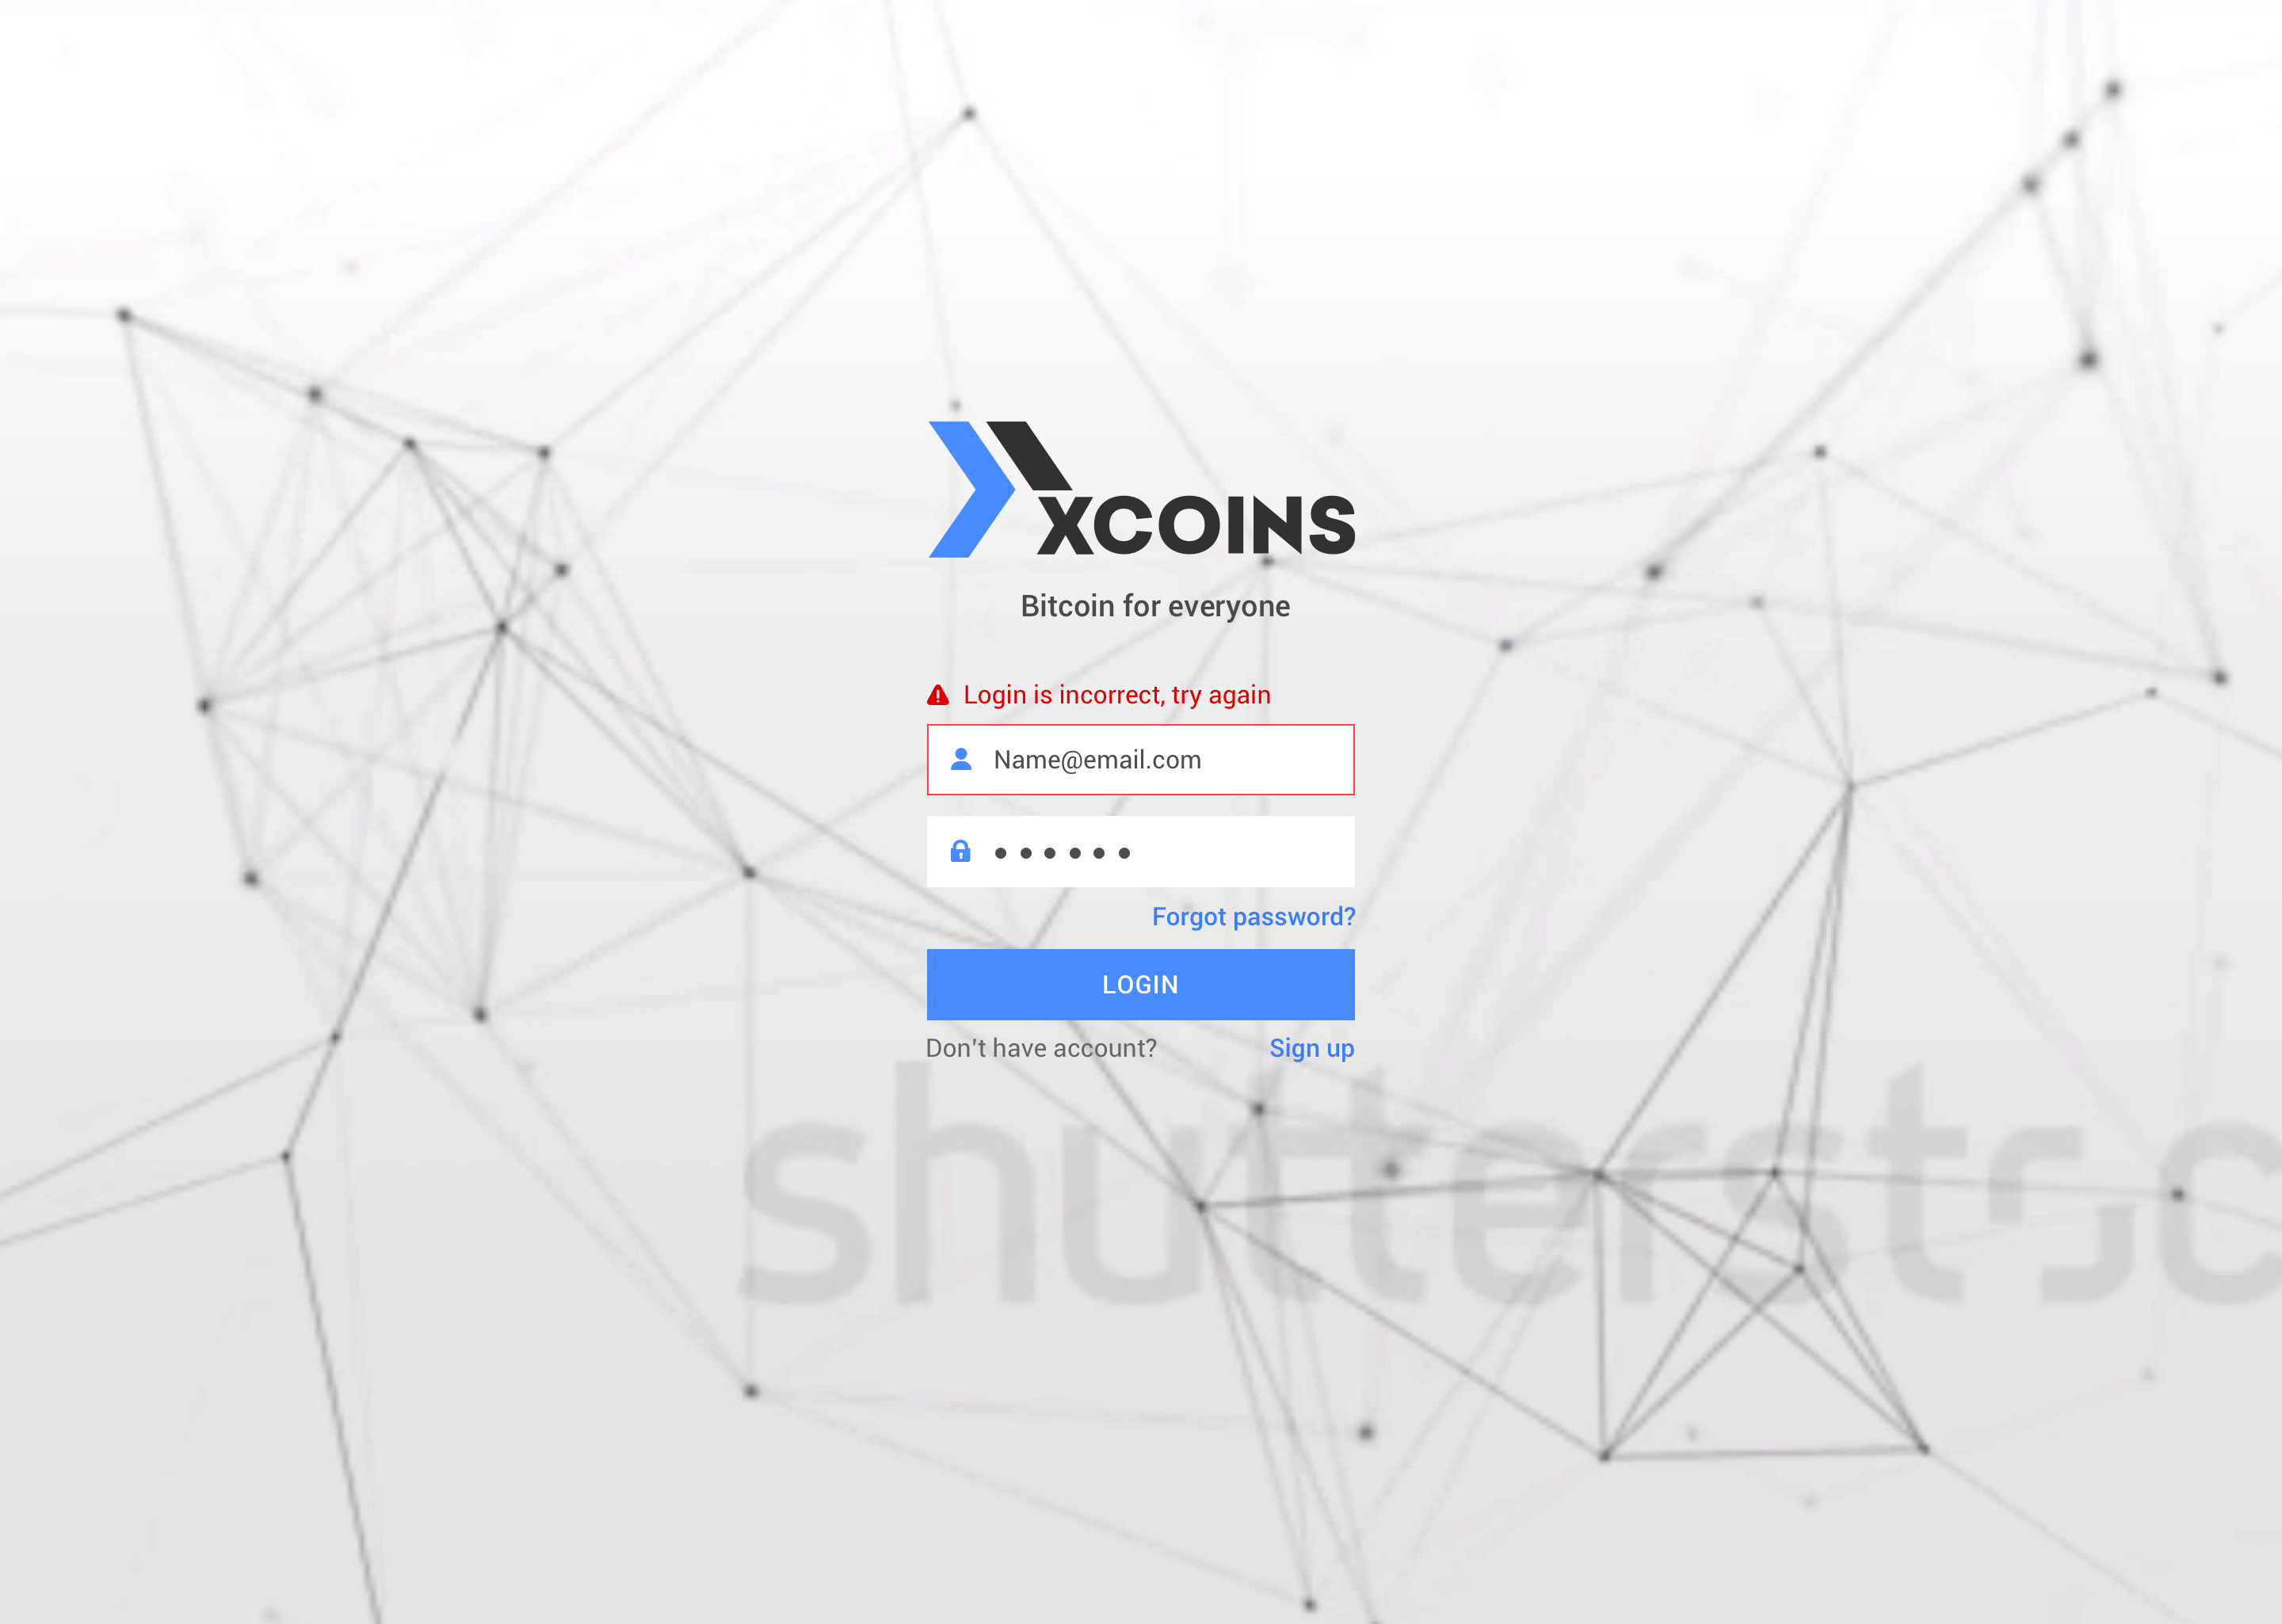 XCOINS
Bitcoin for everyone
Login is incorrect, try again
Name@email.com
••••••
Forgot password?
LOGIN
Don't have account?
Sign up
shutterstoc